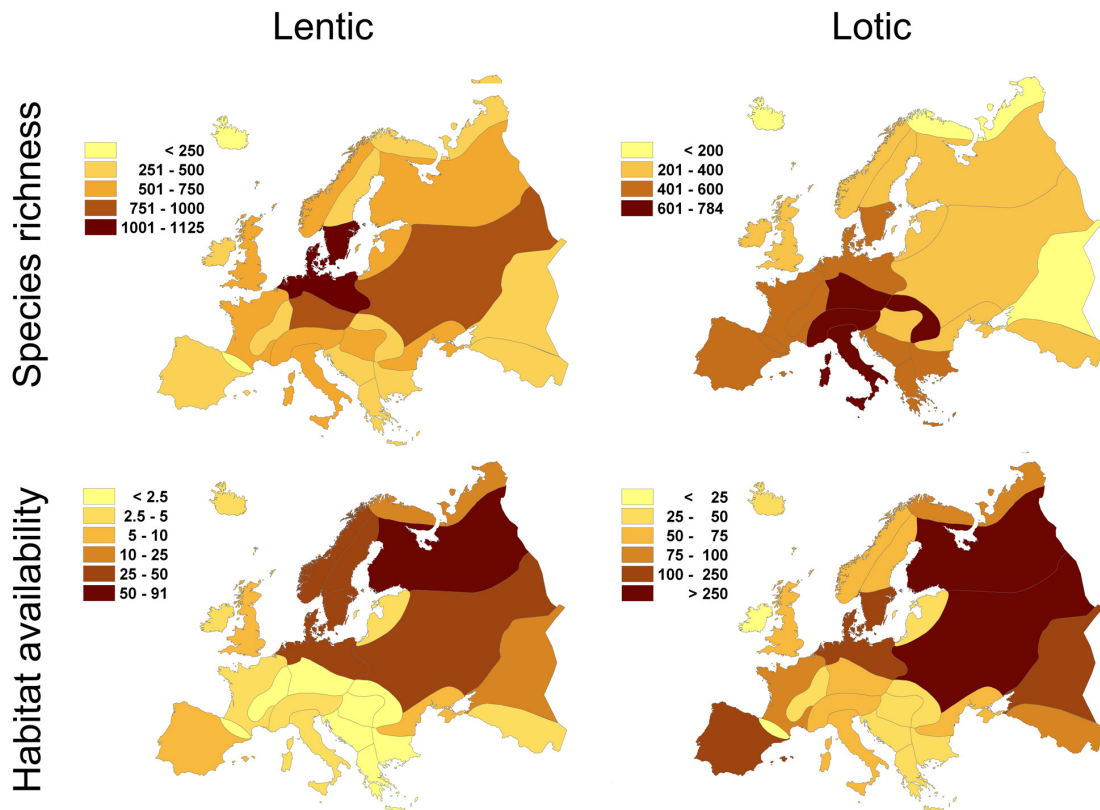 Lentic
Lotic
Species richness
< 250
251 - 500
501 - 750
751 - 1000
1001 - 1125
< 200
201 - 400
401 - 600
601 - 784
Habitat availability
< 2.5
2.5 - 5
5 - 10
10 - 25
25 - 50
50 - 91
< 25
25 - 50
50 - 75
75 - 100
100 - 250
> 250